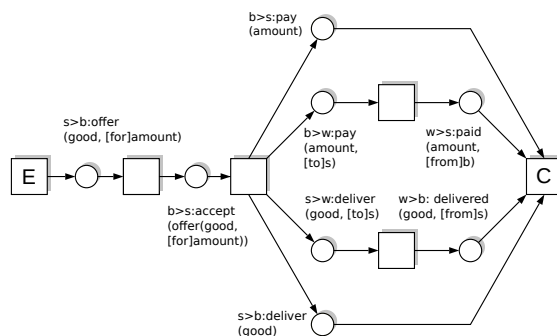 b>s:pay
(amount)
s>b:offer
(good, [for]amount)
b>w:pay
(amount,
[to]s)
w>s:paid
(amount,
[from]b)
E
C
b>s:accept
(offer(good,
[for]amount))
s>w:deliver
(good, [to]s)
w>b: delivered
(good, [from]s)
s>b:deliver
(good)